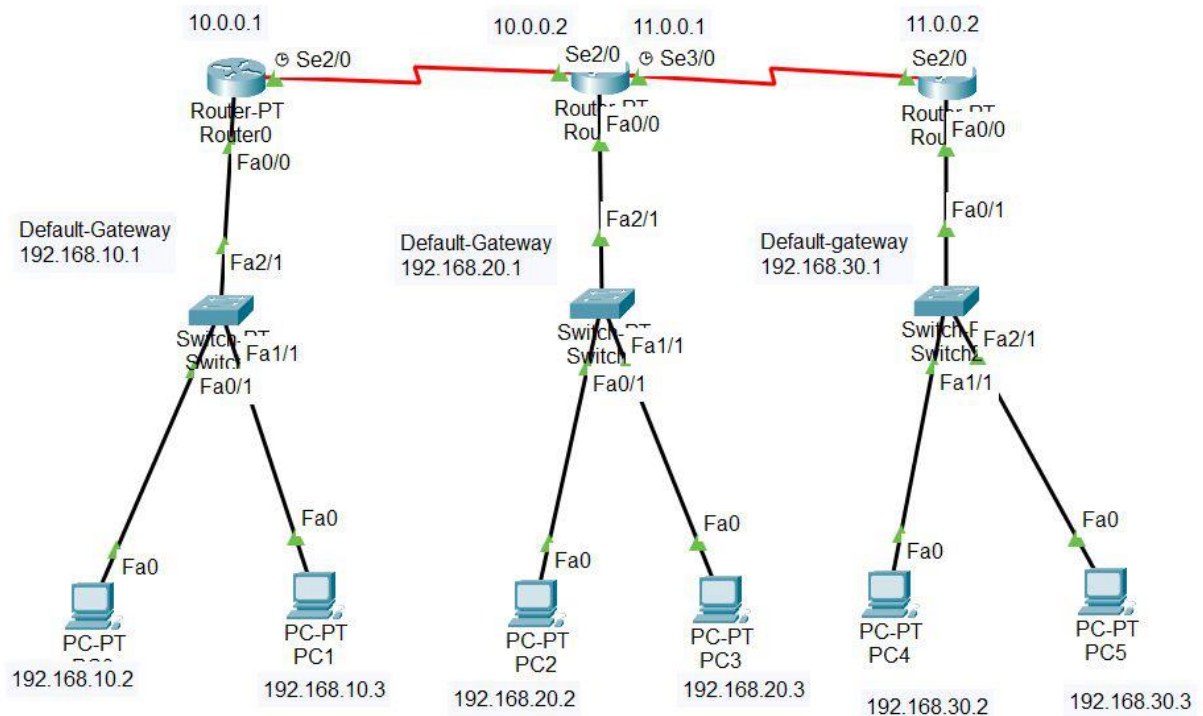 10.0.0.1
10.0.0.2
11.0.0.1
11.0.0.2
Se2/0
Se2/0
Se3/0
Se2/0
Router-PT
Router0
Fa0/0
Fa0/0
Fa0/0
Default-Gateway
192.168.10.1
Fa2/1
Default-Gateway
192.168.20.1
Fa2/1
Default-gateway
192.168.30.1
Fa0/1
Fa1/1
Fa0/1
Fa1/1
Fa0/1
Fa2/1
Fa1/1
Fa0
Fa0
Fa0
Fa0
Fa0
Fa0
PC-PT
192.168.10.2
PC-PT
PC1
192.168.10.3
PC-PT
PC2
192.168.20.2
PC-PT
PC3
192.168.20.3
PC-PT
PC4
192.168.30.2
PC-PT
PC5
192.168.30.3